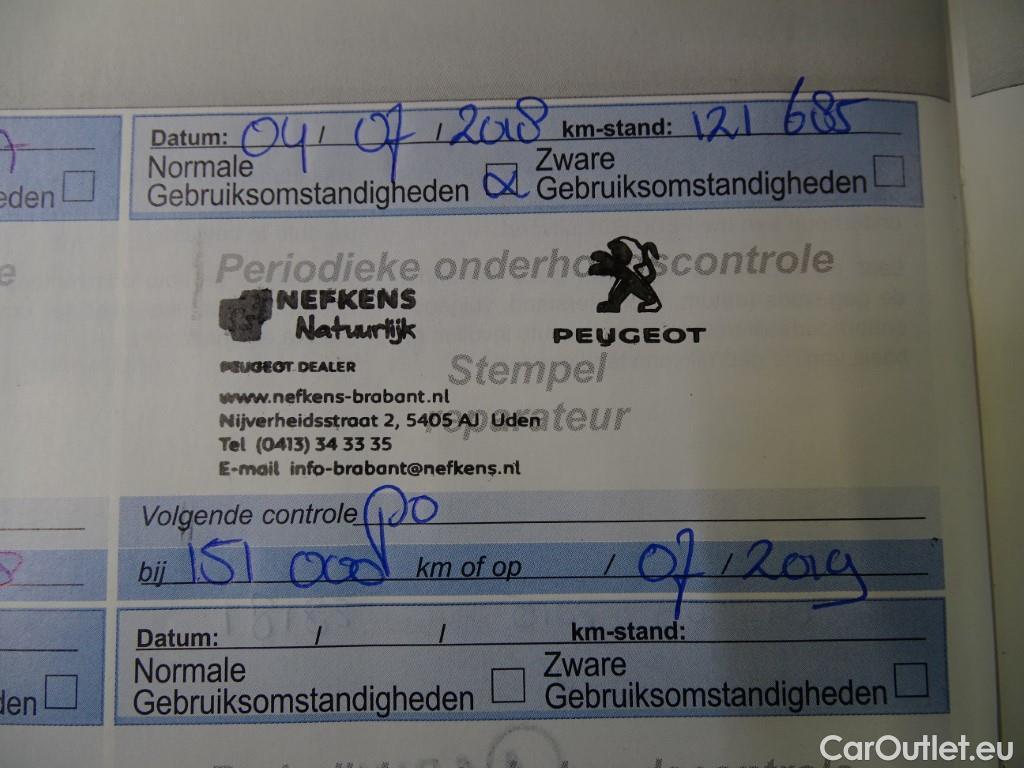 Datum: 04 / 07 / 2018 km-stand: 121 685
Normale Gebruiksomstandigheden
Zware Gebruiksomstandigheden
eden
Periodieke onderhoudscontrole
NEFKENS
Natuurlijk
PEUGEOT
PEUGEOT DEALER
Stempel
reparateur
www.nefkens-brabant.nl
Nijverheidsstraat 2, 5405 AJ Uden
Tel (0413) 34 33 35
E-mail info-brabant@nefkens.nl
Volgende controle
bij 151 000 km of op / 07 / 2019
Datum: / / km-stand:
Normale Gebruiksomstandigheden
Zware Gebruiksomstandigheden
den
CarOutlet.eu